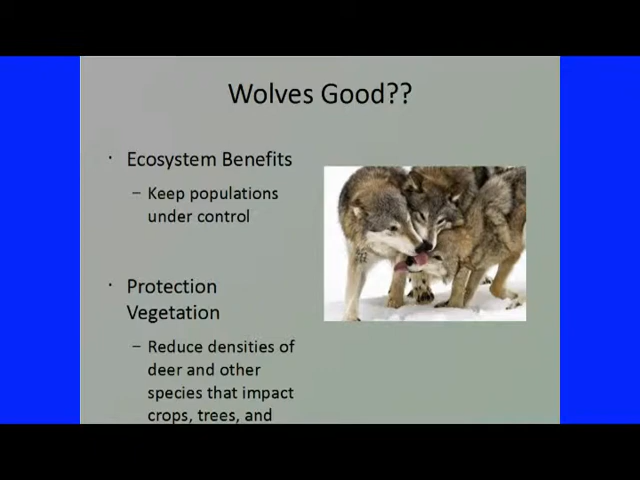 Wolves Good??
· Ecosystem Benefits
– Keep populations
under control
· Protection
Vegetation
– Reduce densities of
deer and other
species that impact
crops, trees, and